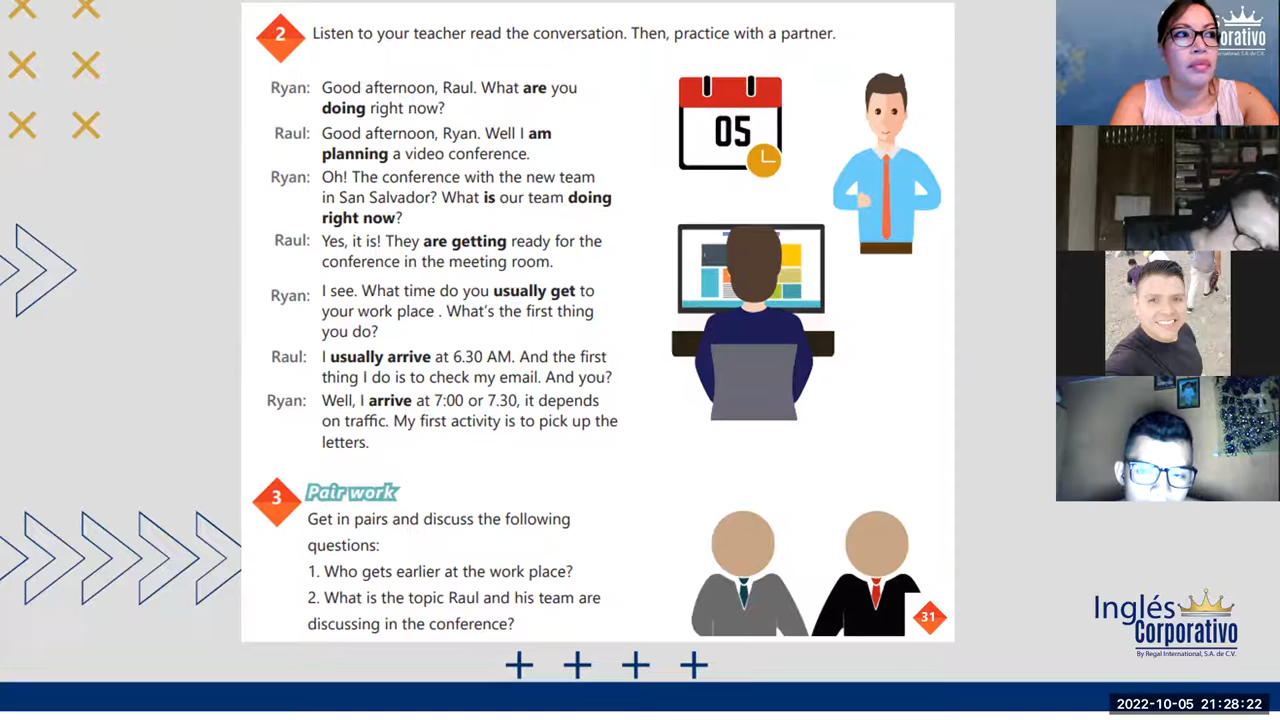 2 Listen to your teacher read the conversation. Then, practice with a partner.
Ryan: Good afternoon, Raul. What are you
doing right now?
Raul: Good afternoon, Ryan. Well I am
planning a video conference.
Ryan: Oh! The conference with the new team
in San Salvador? What is our team doing
right now?
Raul: Yes, it is! They are getting ready for the
conference in the meeting room.
Ryan: I see. What time do you usually get to
your work place . What's the first thing
you do?
Raul: I usually arrive at 6.30 AM. And the first
thing I do is to check my email. And you?
Ryan: Well, I arrive at 7:00 or 7.30, it depends
on traffic. My first activity is to pick up the
letters.
05
3 Pair work
Get in pairs and discuss the following
questions:
1. Who gets earlier at the work place?
2. What is the topic Raul and his team are
discussing in the conference?
31
Inglés
Corporativo
By Regal International, S.A. de C.V.
2022-10-05 21:28:22